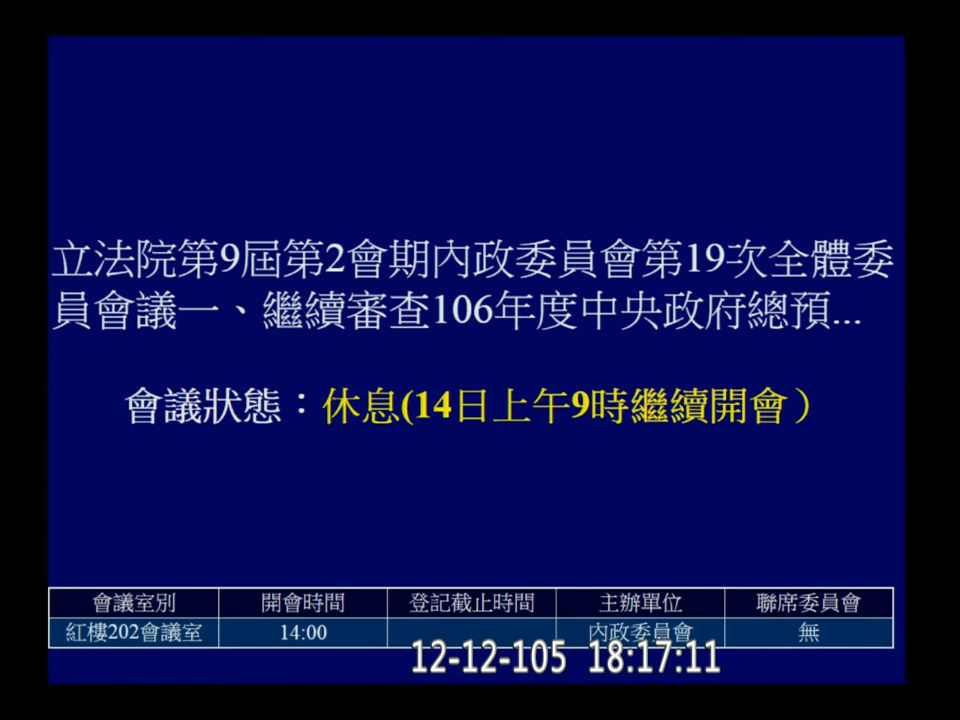 立法院第9屆第2會期內政委員會第19次全體委
員會議一、繼續審查106年度中央政府總預...
會議狀態：休息(14日上午9時繼續開會）
會議室別 開會時間 登記截止時間 主辦單位 聯席委員會
紅樓202會議室 14:00 內政委員會 無
12-12-105 18:17:11